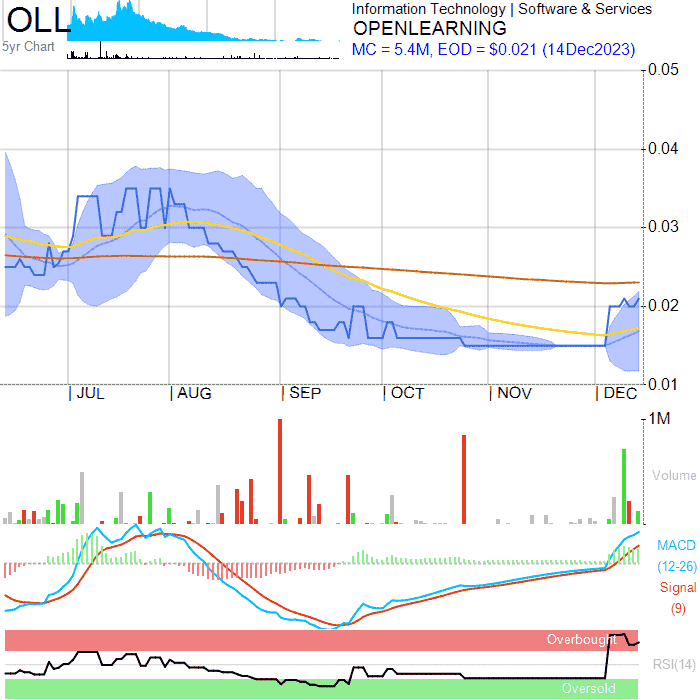 OLL
5yr Chart
Information Technology | Software & Services
OPENLEARNING
MC = 5.4M, EOD = $0.021 (14Dec2023)
0.05
0.04
0.03
0.02
0.01
JUL AUG SEP OCT NOV DEC
1M
Volume
MACD
(12-26)
Signal
(9)
Overbought
RSI(14)
Oversold